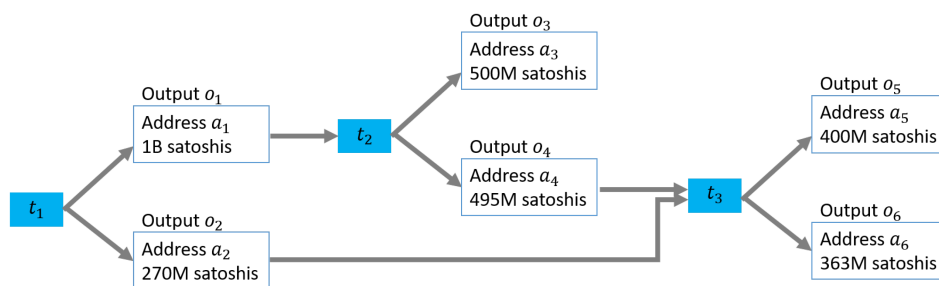 t₁
Output o₁
Address a₁
1B satoshis
Output o₂
Address a₂
270M satoshis
t₂
Output o₃
Address a₃
500M satoshis
Output o₄
Address a₄
495M satoshis
t₃
Output o₅
Address a₅
400M satoshis
Output o₆
Address a₆
363M satoshis